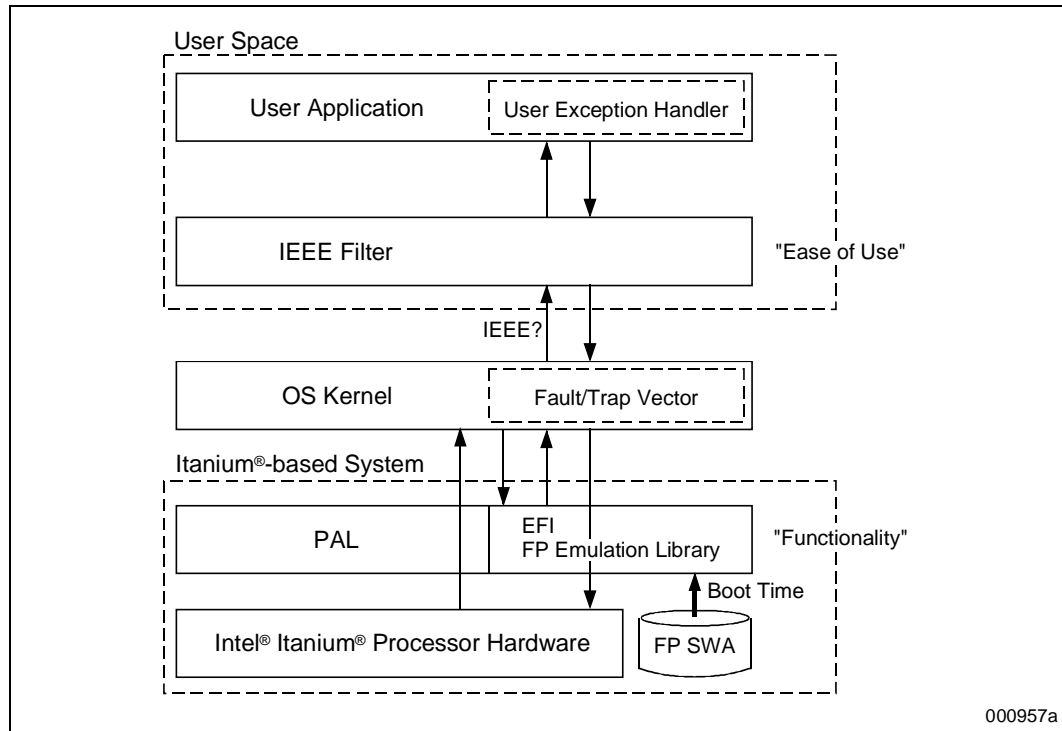 User Space
User Application
User Exception Handler
IEEE Filter
"Ease of Use"
IEEE?
OS Kernel
Fault/Trap Vector
Itanium®-based System
PAL
EFI
FP Emulation Library
"Functionality"
Boot Time
Intel® Itanium® Processor Hardware
FP SWA
000957a